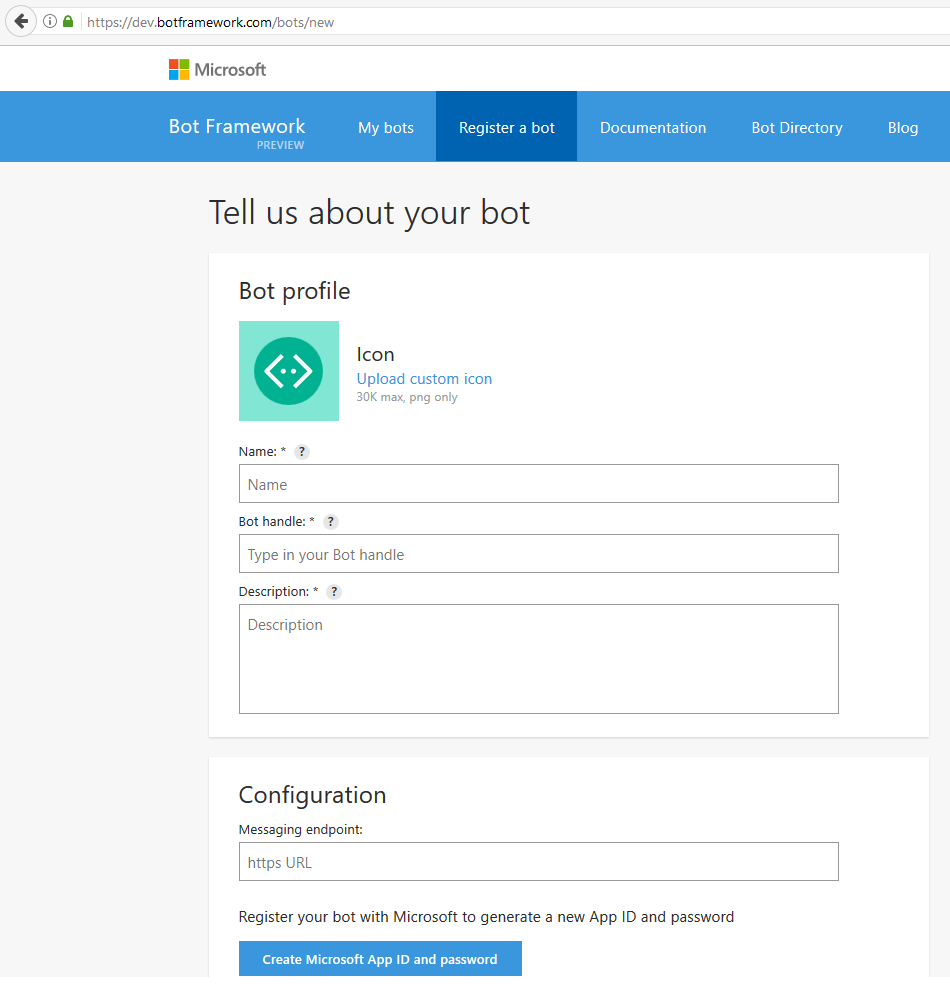 https://dev.botframework.com/bots/new
Microsoft
Bot Framework
PREVIEW
My bots
Register a bot
Documentation
Bot Directory
Blog
Tell us about your bot
Bot profile
Icon
Upload custom icon
30K max, png only
Name: * ?
Name
Bot handle: * ?
Type in your Bot handle
Description: * ?
Description
Configuration
Messaging endpoint:
https URL
Register your bot with Microsoft to generate a new App ID and password
Create Microsoft App ID and password